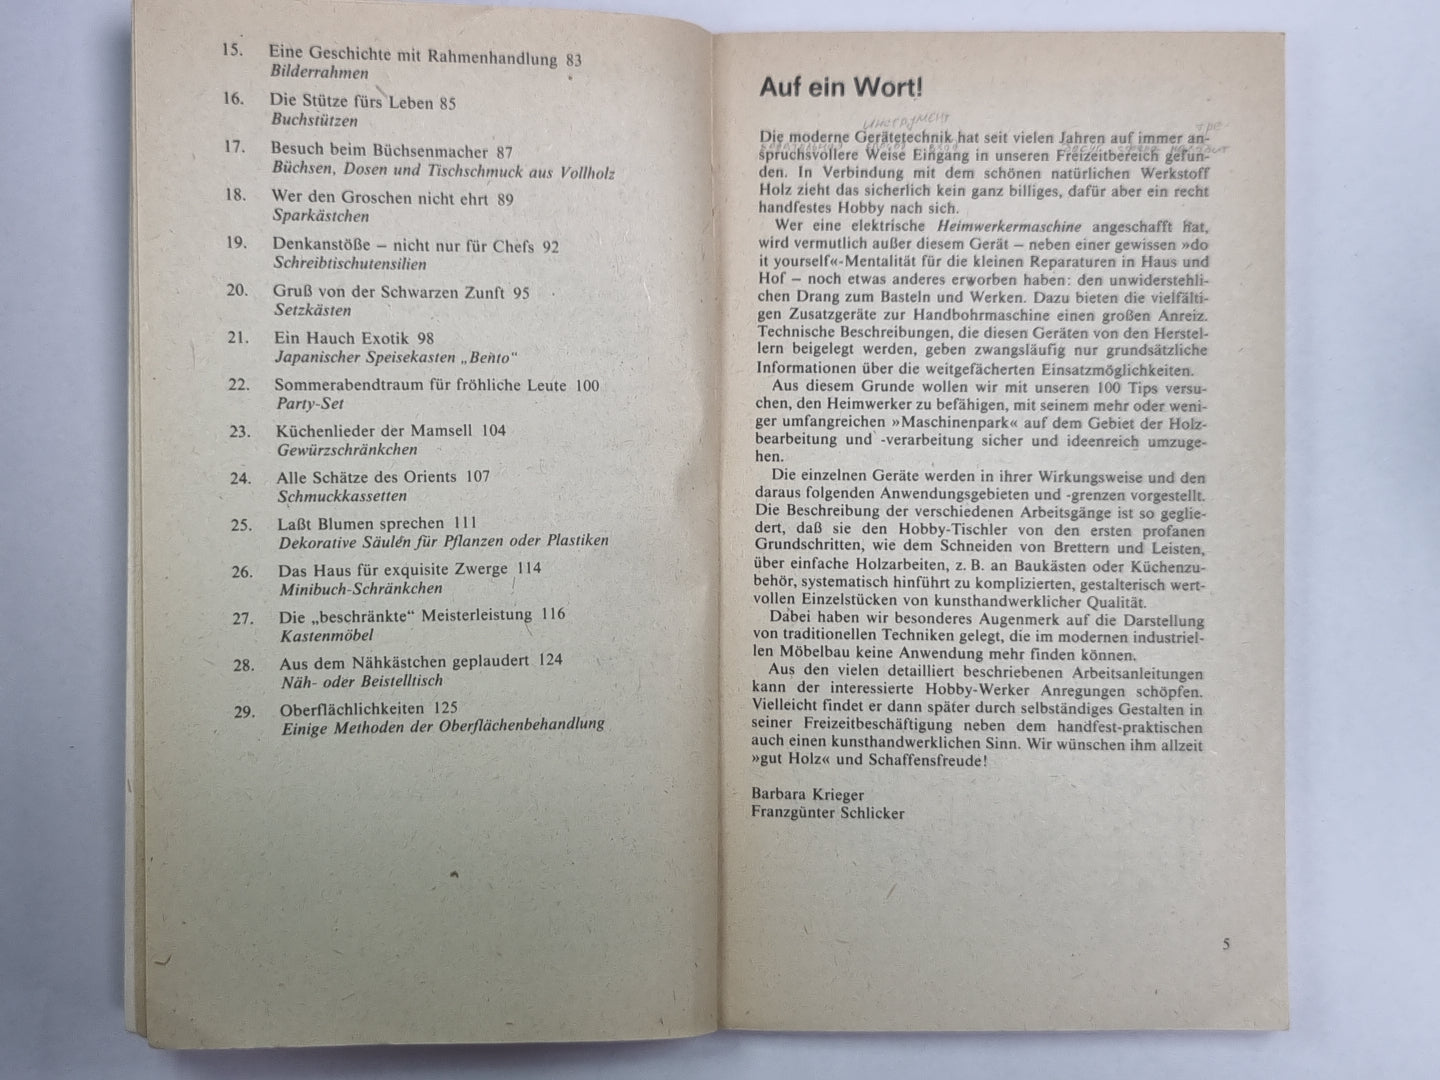 15. Eine Geschichte mit Rahmenhandlung 83
Bilderrahmen
16. Die Stütze fürs Leben 85
Buchstützen
17. Besuch beim Büchsenmacher 87
Büchsen, Dosen und Tischschmuck aus Vollholz
18. Wer den Groschen nicht ehrt 89
Sparkästchen
19. Denkanstöße – nicht nur für Chefs 92
Schreibtischutensilien
20. Gruß von der Schwarzen Zunft 95
Setzkästen
21. Ein Hauch Exotik 98
Japanischer Speisekasten „Bento“
22. Sommerabendtraum für fröhliche Leute 100
Party-Set
23. Küchenlieder der Mamsell 104
Gewürzschränkchen
24. Alle Schätze des Orients 107
Schmuckkassetten
25. Laßt Blumen sprechen 111
Dekorative Säulen für Pflanzen oder Plastiken
26. Das Haus für exquisite Zwerge 114
Minibuch-Schränkchen
27. Die „beschränkte“ Meisterleistung 116
Kastenmöbel
28. Aus dem Nähkästchen geplaudert 124
Näh- oder Beistelltisch
29. Oberflächlichkeiten 125
Einige Methoden der Oberflächenbehandlung
Auf ein Wort!
инструмент
Die moderne Gerätetechnik hat seit vielen Jahren auf immer an-
spruchsvollere Weise Eingang in unseren Freizeitbereich gefun-
den. In Verbindung mit dem schönen natürlichen Werkstoff
Holz zieht das sicherlich kein ganz billiges, dafür aber ein recht
handfestes Hobby nach sich.
Wer eine elektrische Heimwerkermaschine angeschafft hat,
wird vermutlich außer diesem Gerät – neben einer gewissen »do
it yourself«-Mentalität für die kleinen Reparaturen in Haus und
Hof – noch etwas anderes erworben haben: den unwiderstehli-
chen Drang zum Basteln und Werken. Dazu bieten die vielfälti-
gen Zusatzgeräte zur Handbohrmaschine einen großen Anreiz.
Technische Beschreibungen, die diesen Geräten von den Herstel-
lern beigelegt werden, geben zwangsläufig nur grundsätzliche
Informationen über die weitgefächerten Einsatzmöglichkeiten.
Aus diesem Grunde wollen wir mit unseren 100 Tips versu-
chen, den Heimwerker zu befähigen, mit seinem mehr oder weni-
ger umfangreichen »Maschinenpark« auf dem Gebiet der Holz-
bearbeitung und -verarbeitung sicher und ideenreich umzuge-
hen.
Die einzelnen Geräte werden in ihrer Wirkungsweise und den
daraus folgenden Anwendungsgebieten und -grenzen vorgestellt.
Die Beschreibung der verschiedenen Arbeitsgänge ist so geglie-
dert, daß sie den Hobby-Tischler von den ersten profanen
Grundschritten, wie dem Schneiden von Brettern und Leisten,
über einfache Holzarbeiten, z. B. an Baukästen oder Küchenzu-
behör, systematisch hinführt zu komplizierten, gestalterisch wert-
vollen Einzelstücken von kunsthandwerklicher Qualität.
Dabei haben wir besonderes Augenmerk auf die Darstellung
von traditionellen Techniken gelegt, die im modernen industriel-
len Möbelbau keine Anwendung mehr finden können.
Aus den vielen detailliert beschriebenen Arbeitsanleitungen
kann der interessierte Hobby-Werker Anregungen schöpfen.
Vielleicht findet er dann später durch selbständiges Gestalten in
seiner Freizeitbeschäftigung neben dem handfest-praktischen
auch einen kunsthandwerklichen Sinn. Wir wünschen ihm allzeit
»gut Holz« und Schaffensfreude!
Barbara Krieger
Franzgünter Schlicker
5